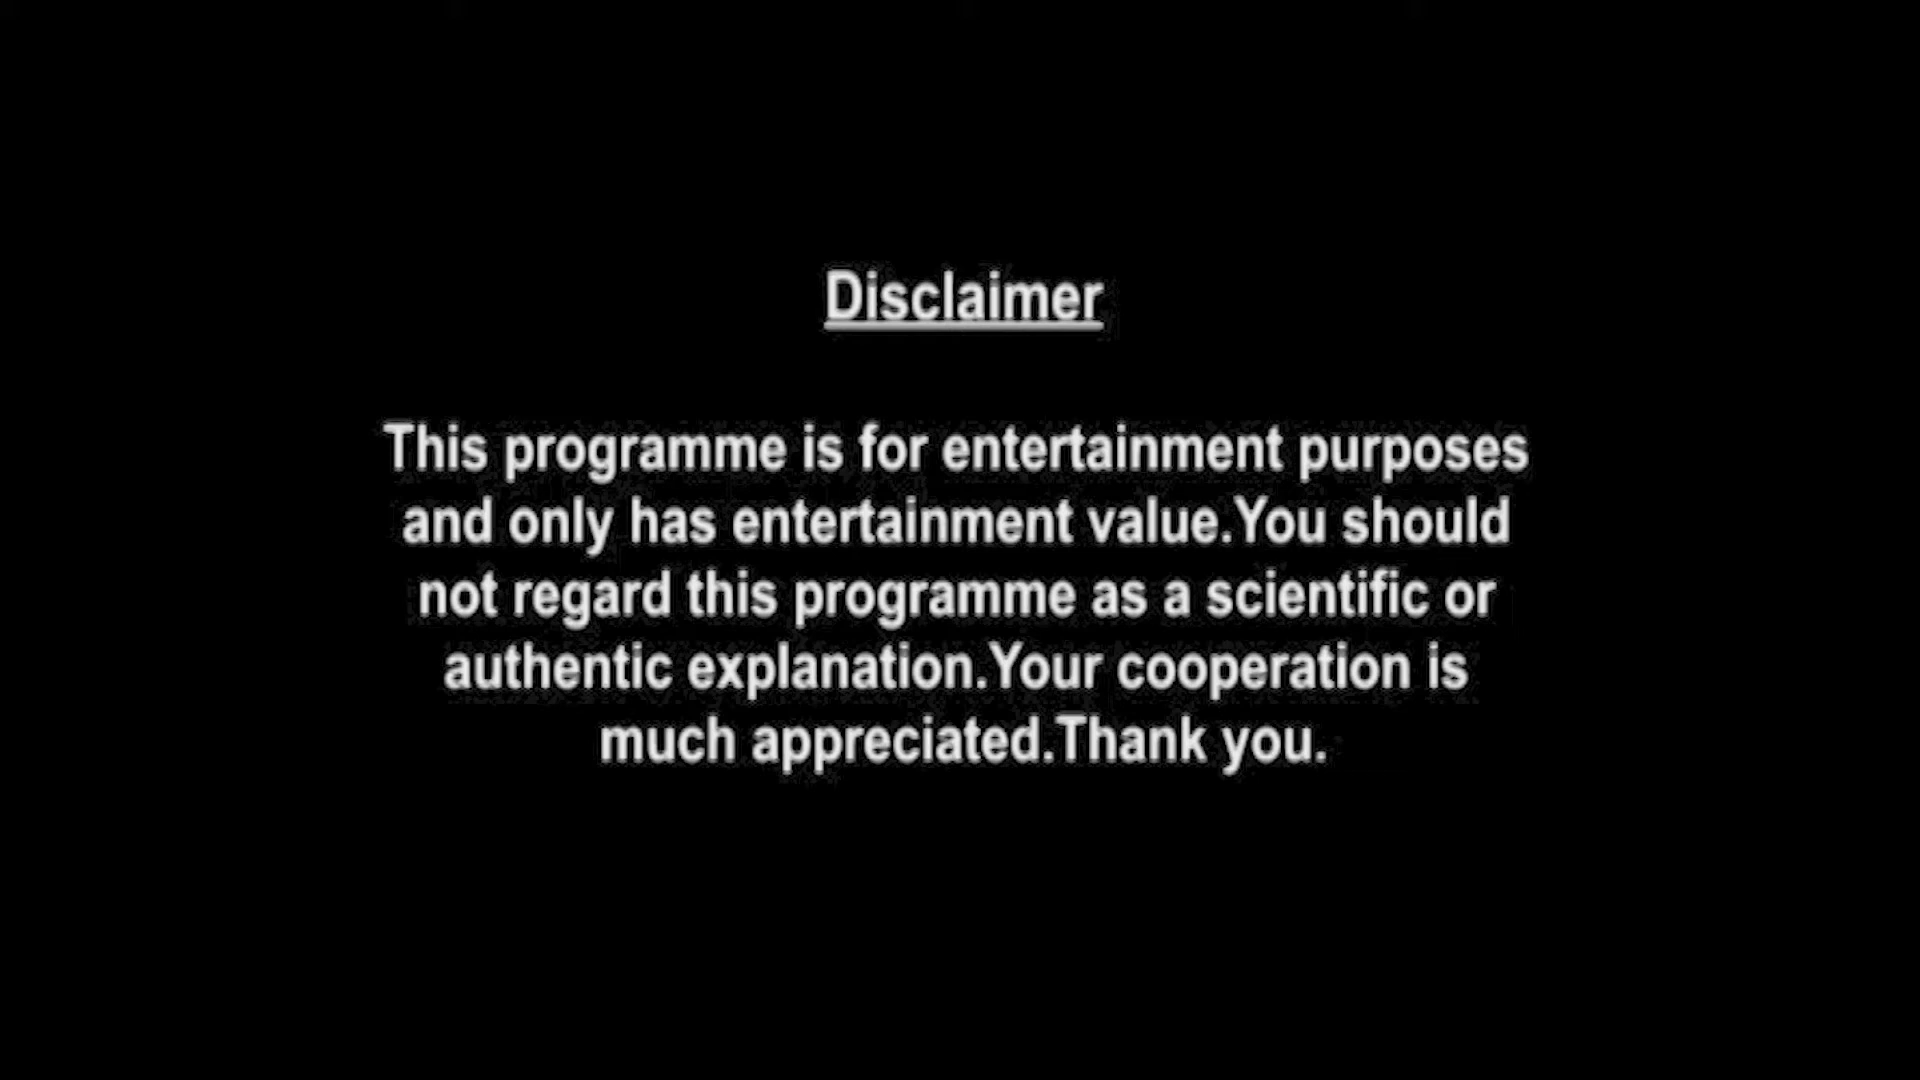 Disclaimer
This programme is for entertainment purposes
and only has entertainment value.You should
not regard this programme as a scientific or
authentic explanation.Your cooperation is
much appreciated.Thank you.